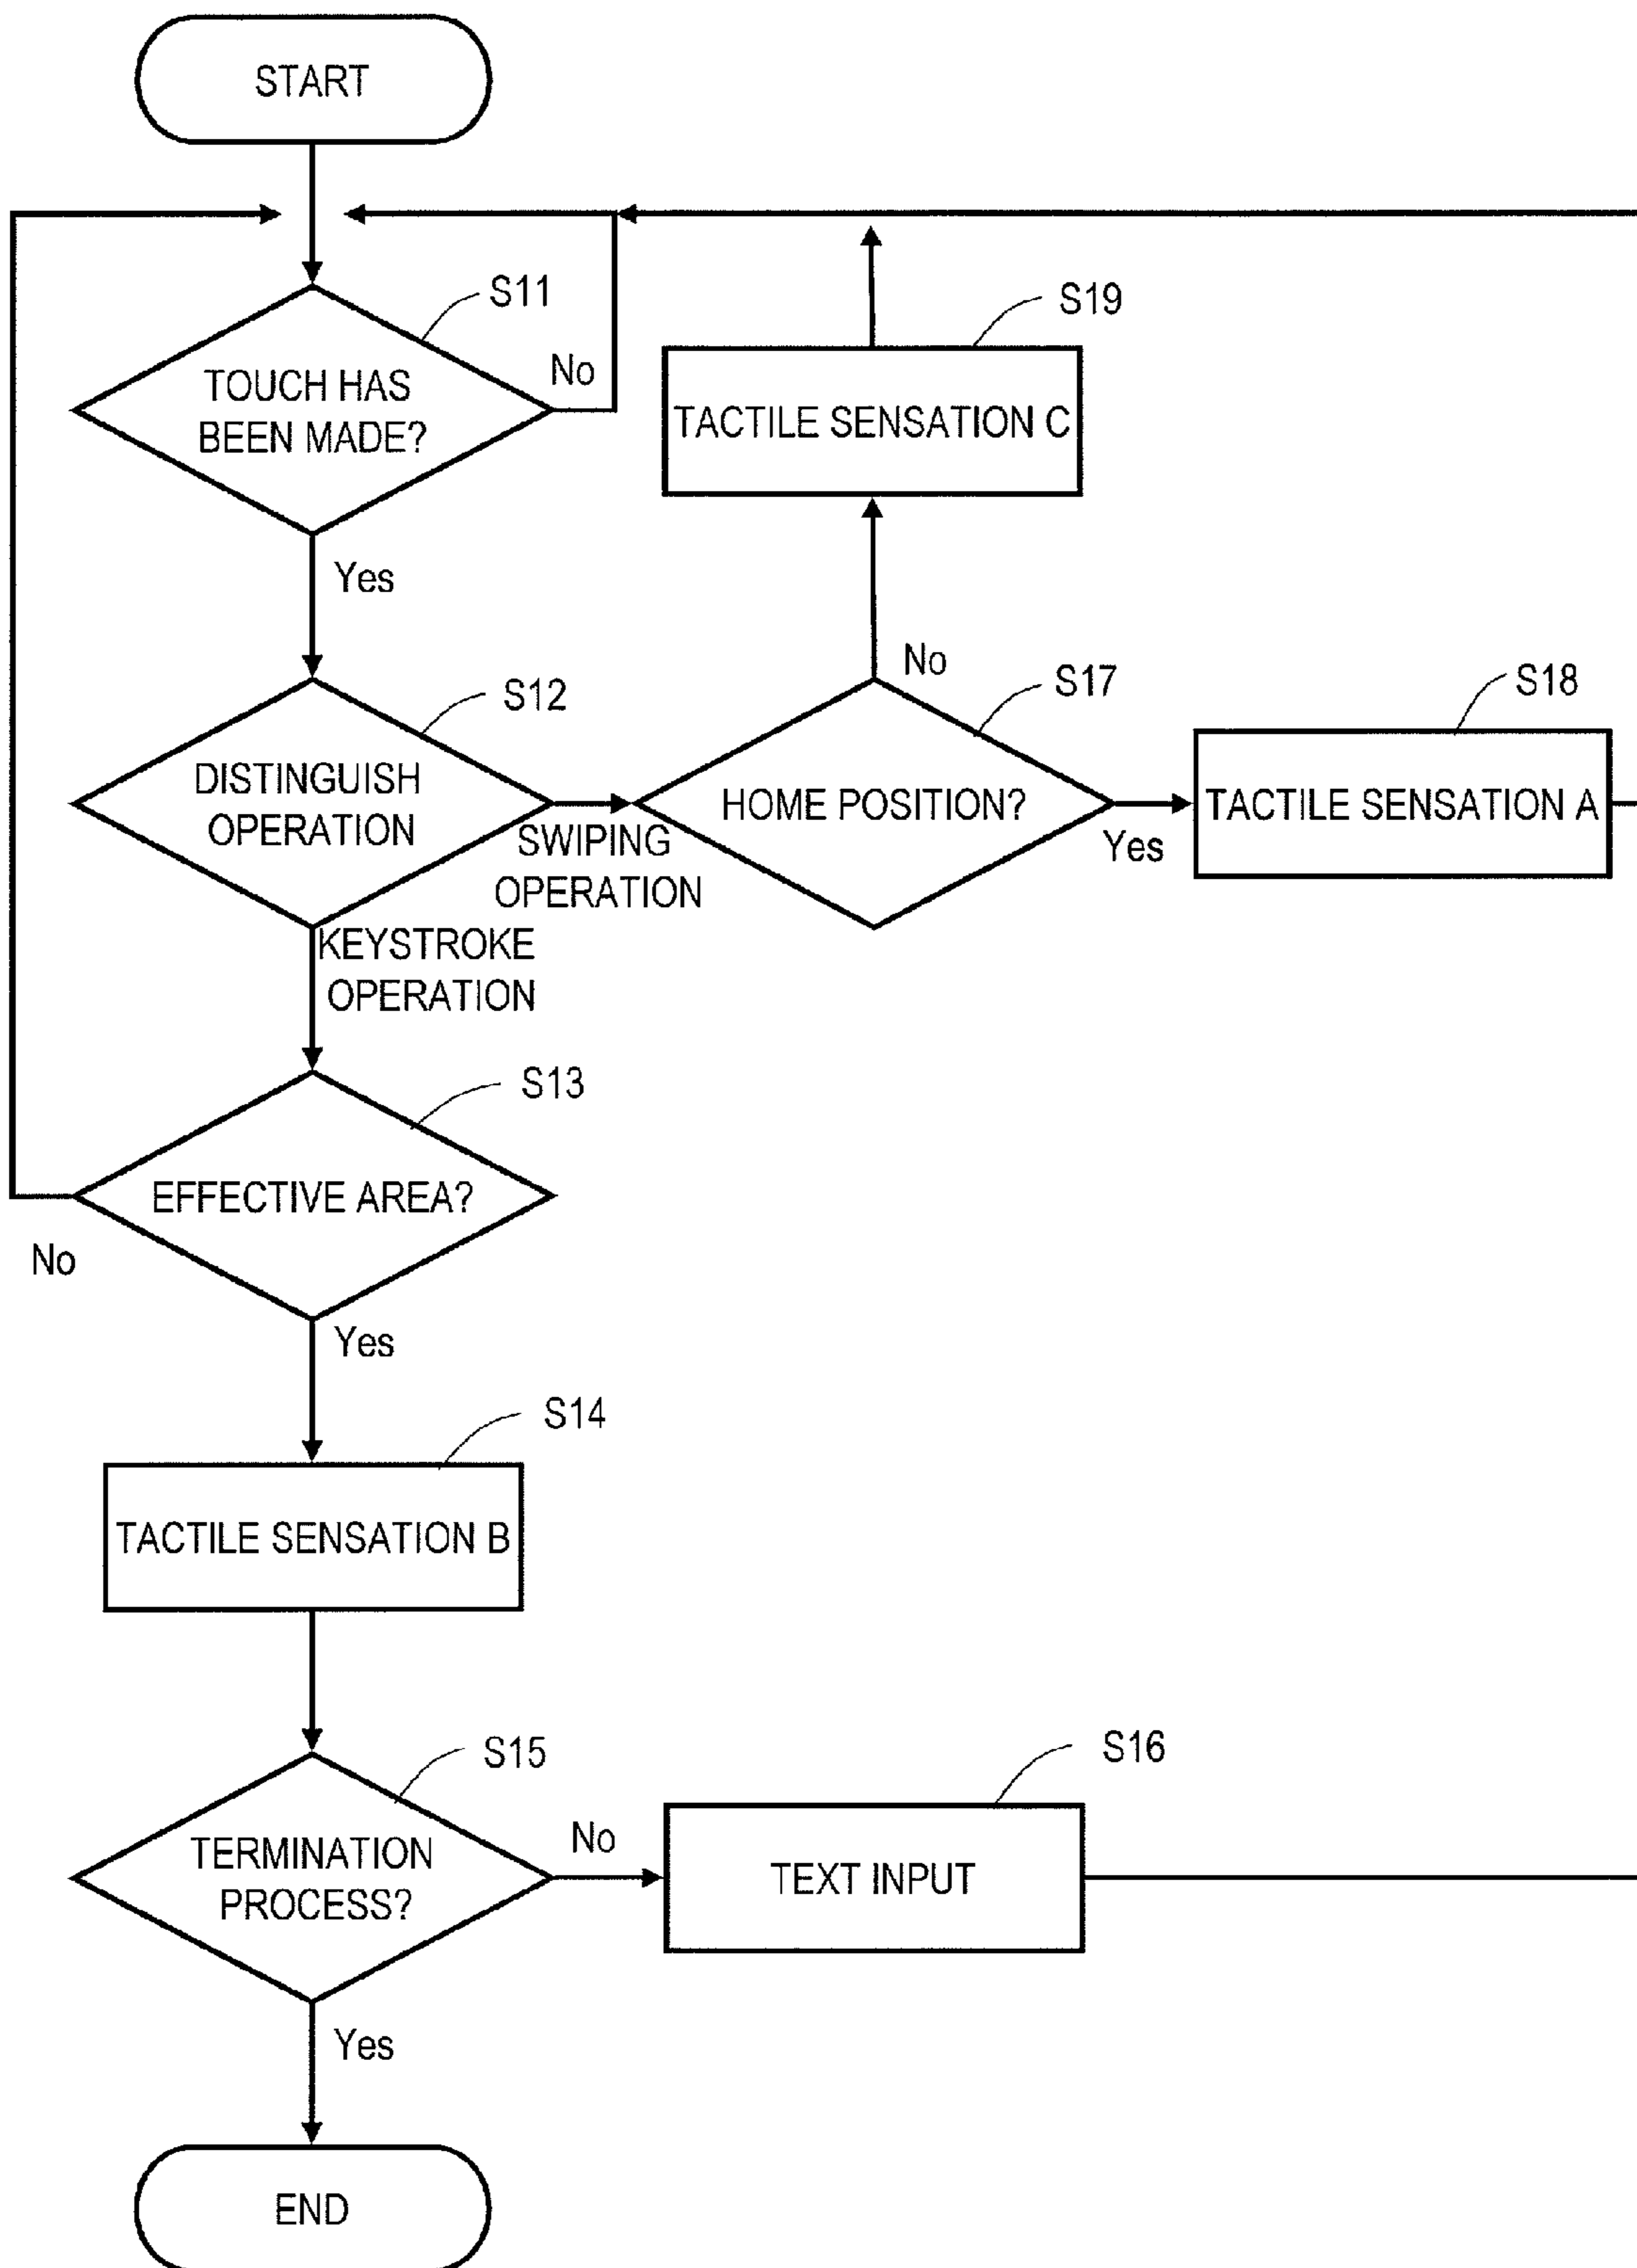 START
S11
TOUCH HAS
BEEN MADE?
No
S19
TACTILE SENSATION C
Yes
S12
DISTINGUISH
OPERATION
SWIPING
OPERATION
No
S17
HOME POSITION?
Yes
S18
TACTILE SENSATION A
KEYSTROKE
OPERATION
S13
EFFECTIVE AREA?
No
Yes
S14
TACTILE SENSATION B
S15
TERMINATION
PROCESS?
No
S16
TEXT INPUT
Yes
END